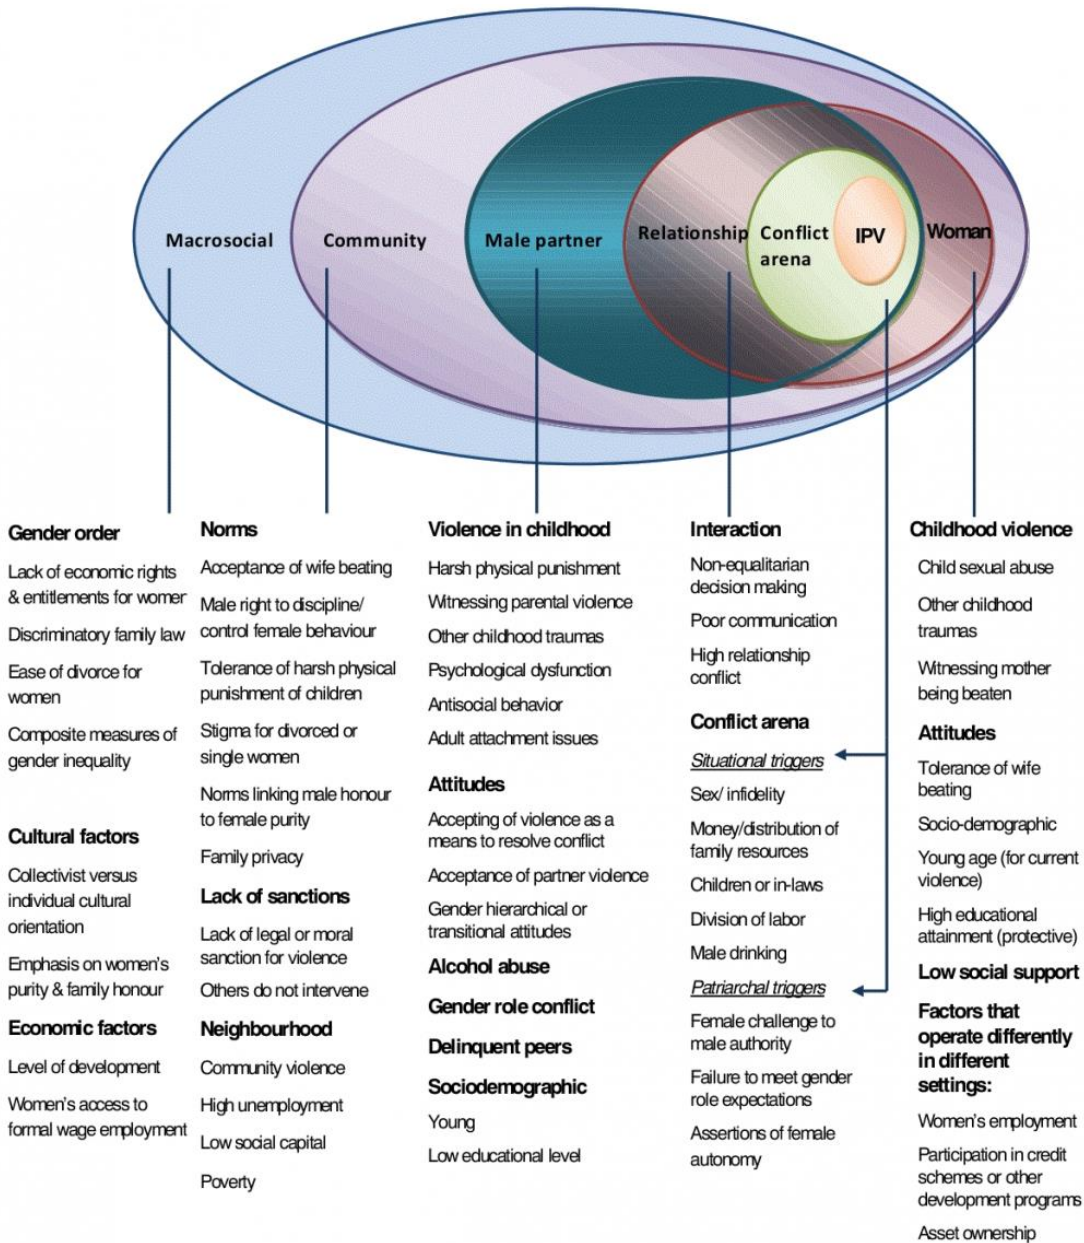 Macrosocial
Community
Male partner
Relationship
Conflict
arena
IPV
Woman
Gender order
Lack of economic rights
& entitlements for women
Discriminatory family law
Ease of divorce for
women
Composite measures of
gender inequality
Cultural factors
Collectivist versus
individual cultural
orientation
Emphasis on women's
purity & family honour
Economic factors
Level of development
Women's access to
formal wage employment
Norms
Acceptance of wife beating
Male right to discipline/
control female behaviour
Tolerance of harsh physical
punishment of children
Stigma for divorced or
single women
Norms linking male honour
to female purity
Family privacy
Lack of sanctions
Lack of legal or moral
sanction for violence
Others do not intervene
Neighbourhood
Community violence
High unemployment
Low social capital
Poverty
Violence in childhood
Harsh physical punishment
Witnessing parental violence
Other childhood traumas
Psychological dysfunction
Antisocial behavior
Adult attachment issues
Attitudes
Accepting of violence as a
means to resolve conflict
Acceptance of partner violence
Gender hierarchical or
transitional attitudes
Alcohol abuse
Gender role conflict
Delinquent peers
Sociodemographic
Young
Low educational level
Interaction
Non-equalitarian
decision making
Poor communication
High relationship
conflict
Conflict arena
Situational triggers
Sex/ infidelity
Money/distribution of
family resources
Children or in-laws
Division of labor
Male drinking
Patriarchal triggers
Female challenge to
male authority
Failure to meet gender
role expectations
Assertions of female
autonomy
Childhood violence
Child sexual abuse
Other childhood
traumas
Witnessing mother
being beaten
Attitudes
Tolerance of wife
beating
Socio-demographic
Young age (for current
violence)
High educational
attainment (protective)
Low social support
Factors that
operate differently
in different
settings:
Women's employment
Participation in credit
schemes or other
development programs
Asset ownership